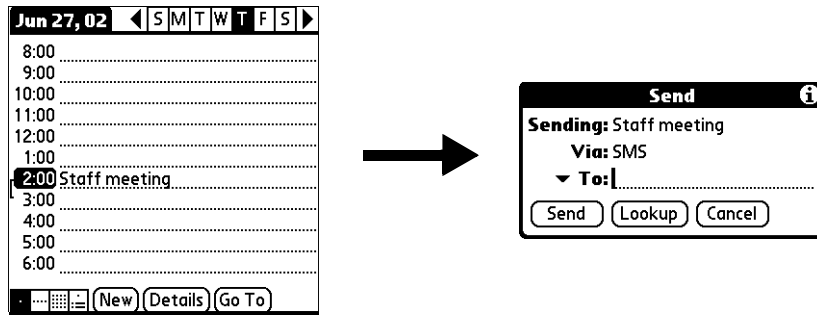 Jun 27, 02 S M T W T F S
8:00
9:00
10:00
11:00
12:00
1:00
2:00 Staff meeting
3:00
4:00
5:00
6:00
New Details Go To
Send
Sending: Staff meeting
Via: SMS
To:
Send Lookup Cancel